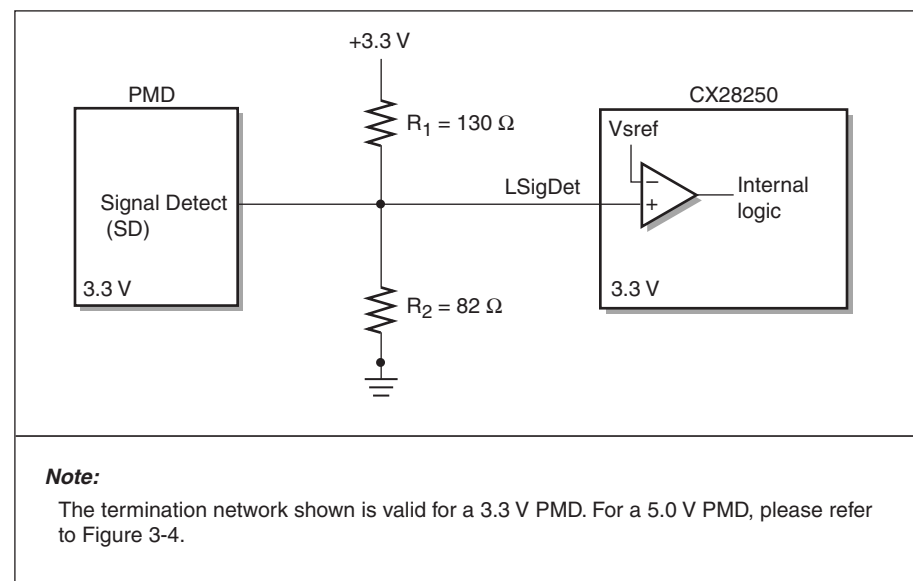 +3.3 V
PMD
CX28250
R1 = 130 Ω
Vsref
LSigDet
−
+
Internal
logic
Signal Detect
(SD)
3.3 V
R2 = 82 Ω
3.3 V
Note:
The termination network shown is valid for a 3.3 V PMD. For a 5.0 V PMD, please refer
to Figure 3-4.